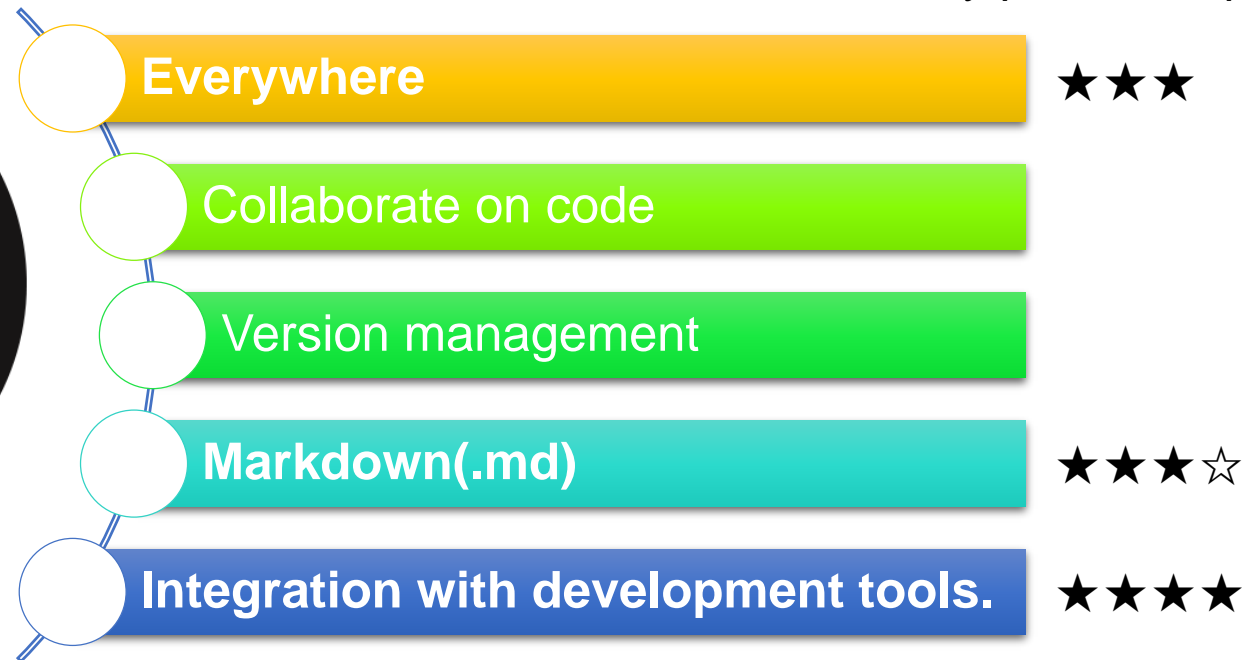 Everywhere ★★★
Collaborate on code
Version management
Markdown(.md) ★★★☆
Integration with development tools. ★★★★